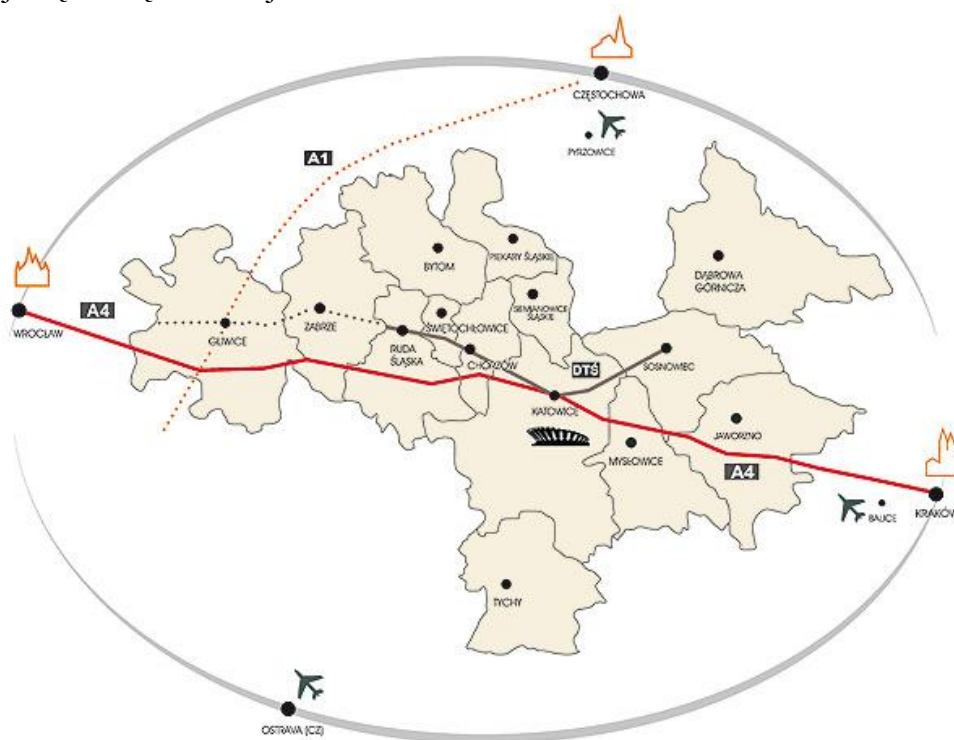 CZĘSTOCHOWA
PYRZOWICE
A1
BYTOM
PIEKARY ŚLĄSKIE
DĄBROWA
GÓRNICZA
A4
WROCŁAW
GLIWICE
ZABRZE
RUDA
ŚLĄSKA
ŚWIĘTOCHŁOWICE
SIEMIANOWICE
ŚLĄSKIE
CHORZÓW
DTŚ
SOSNOWIEC
KATOWICE
MYSŁOWICE
JAWORZNO
A4
BALICE
KRAKÓW
TYCHY
OSTRAVA (CZ)